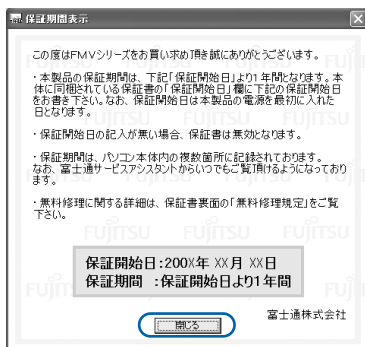 保証期間表示
この度はFMVシリーズをお買い求め頂き誠にありがとうございます。
・本製品の保証期間は、下記「保証開始日」より1年間となります。本
体に同梱されている保証書の「保証開始日」欄に下記の保証開始日
をお書き下さい。なお、保証開始日は本製品の電源を最初に入れた
日となります。
・保証開始日の記入が無い場合、保証書は無効となります。
・保証期間は、パソコン本体内の複数箇所に記録されております。
なお、富士通サービスアシスタントからいつでもご覧頂けるようになっており
ます。
・無料修理に関する詳細は、保証書裏面の「無料修理規定」をご覧
下さい。
保証開始日:200X年 XX月 XX日
保証期間 :保証開始日より1年間
閉じる
富士通株式会社